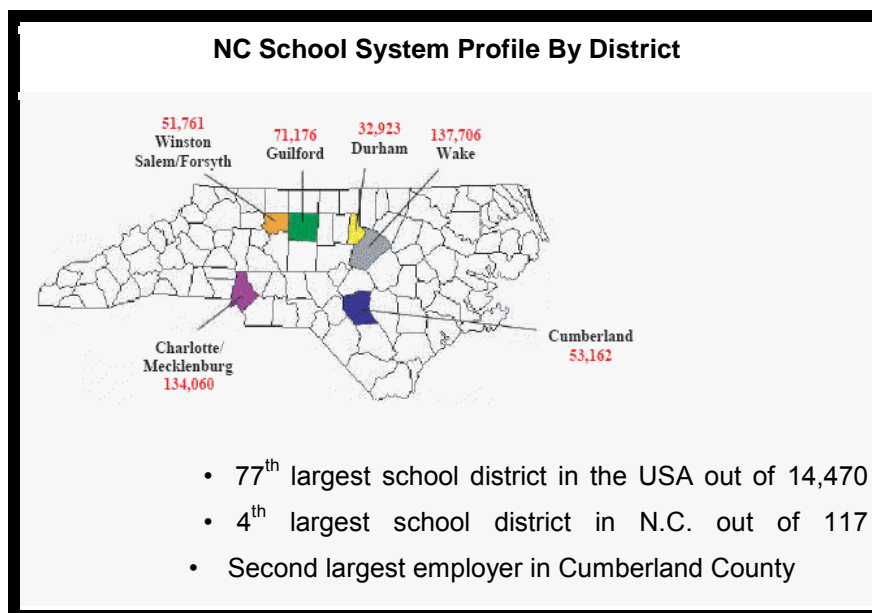 NC School System Profile By District
51,761
Winston
Salem/Forsyth
71,176
Guilford
32,923
Durham
137,706
Wake
Charlotte/
Mecklenburg
134,060
Cumberland
53,162
• 77th largest school district in the USA out of 14,470
• 4th largest school district in N.C. out of 117
• Second largest employer in Cumberland County